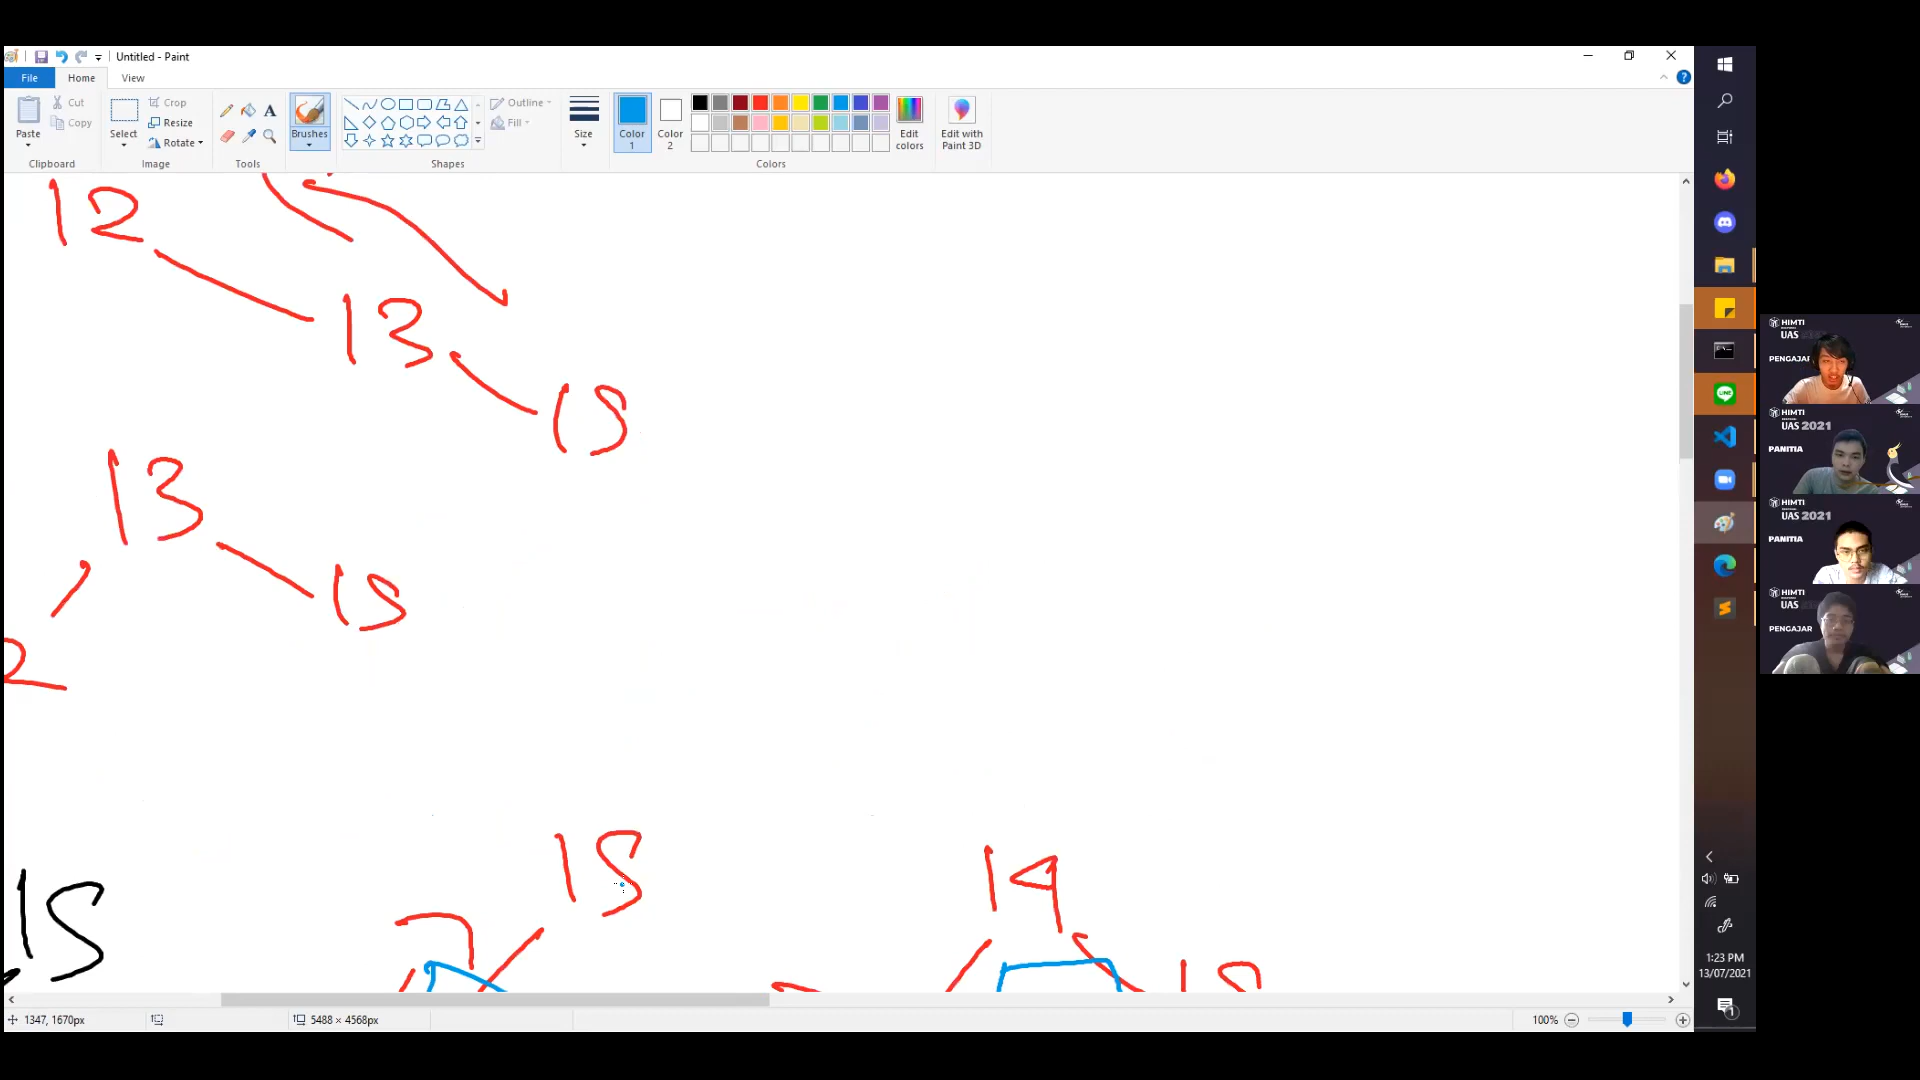 Untitled - Paint
File Home View
Paste Cut Copy Clipboard
Select Crop Resize Rotate Image
Tools
Brushes
Outline Fill Shapes
Size
Color 1 Color 2
Edit colors
Edit with Paint 3D
Colors
12
13
15
13
15
2
15
15
7
14
15
HIMTI
UAS
PENGAJAR
HIMTI
UAS 2021
PANITIA
HIMTI
UAS 2021
PANITIA
HIMTI
UAS
PENGAJAR
1:23 PM
13/07/2021
1
1347, 1670px
5488 × 4568px
100%